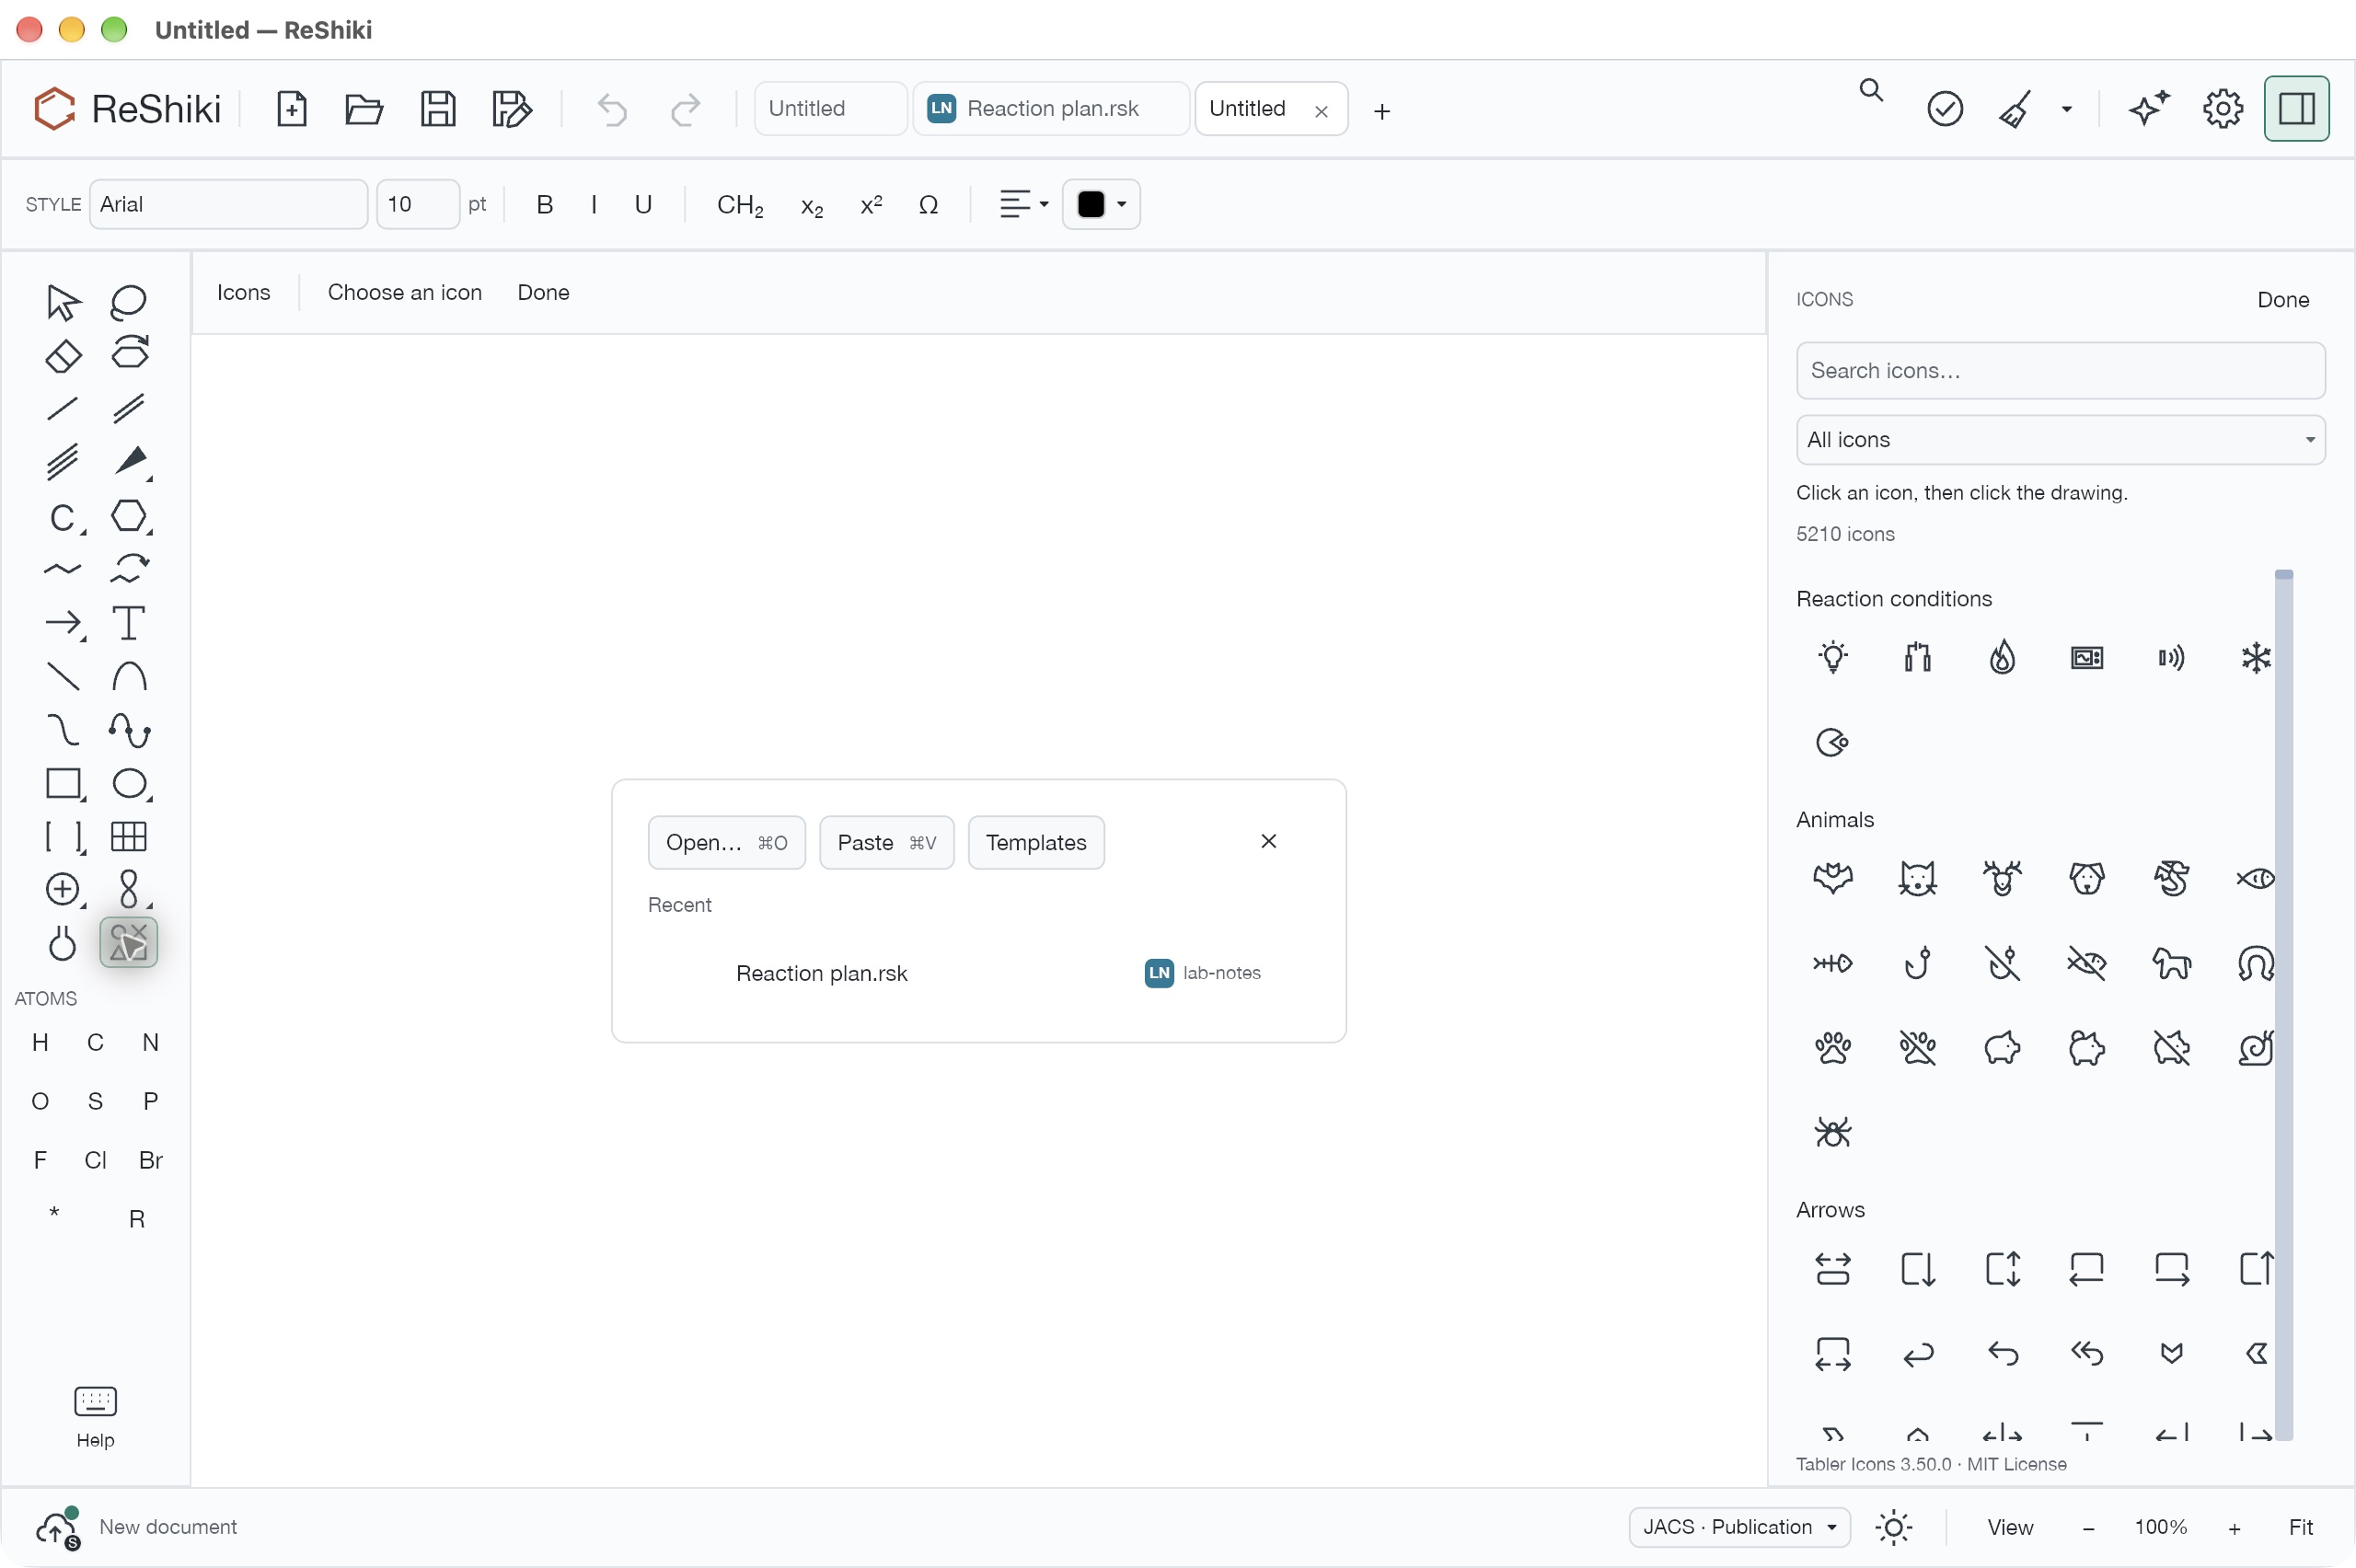 Untitled — ReShiki
ReShiki
Untitled
LN Reaction plan.rsk
Untitled × +
STYLE Arial 10 pt B I U CH₂ x₂ x² Ω
Icons Choose an icon Done
ICONS Done
Search icons...
All icons
Click an icon, then click the drawing.
5210 icons
Reaction conditions
Animals
Arrows
Tabler Icons 3.50.0 · MIT License
C
T
Open... ⌘O Paste ⌘V Templates ×
Recent
Reaction plan.rsk LN lab-notes
ATOMS
H C N
O S P
F Cl Br
* R
Help
S New document
JACS · Publication View – 100% + Fit